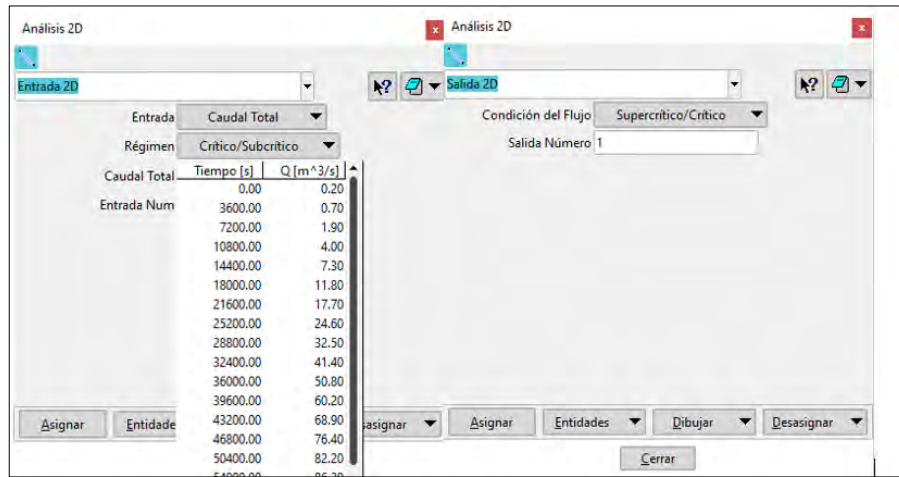 Análisis 2D
Entrada 2D
Entrada Caudal Total
Régimen Crítico/Subcrítico
Caudal Total
Entrada Num
Tiempo [s] Q [m^3/s]
0.00 0.20
3600.00 0.70
7200.00 1.90
10800.00 4.00
14400.00 7.30
18000.00 11.80
21600.00 17.70
25200.00 24.60
28800.00 32.50
32400.00 41.40
36000.00 50.80
39600.00 60.20
43200.00 68.90
46800.00 76.40
50400.00 82.20
54000.00 86.20
Asignar Entidade sasignar
Análisis 2D
Salida 2D
Condición del Flujo Supercrítico/Crítico
Salida Número 1
Asignar Entidades Dibujar Desasignar
Cerrar